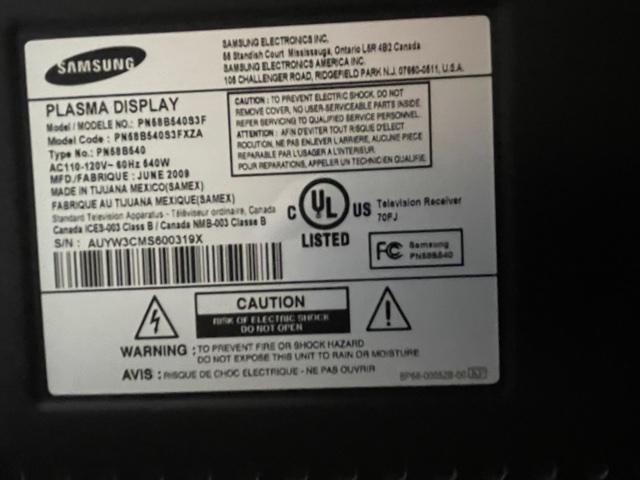 SAMSUNG
SAMSUNG ELECTRONICS INC.
55 Standish Court Mississauga, Ontario L5R 4B2 Canada
SAMSUNG ELECTRONICS AMERICA INC.
105 CHALLENGER ROAD, RIDGEFIELD PARK N.J. 07660-0511, U.S.A.
PLASMA DISPLAY
Model / MODELE NO.: PN58B540S3F
Model Code : PN58B540S3FXZA
Type No.: PN58B540
AC110-120V~ 60Hz 540W
MFD/FABRIQUE : JUNE 2009
MADE IN TIJUANA MEXICO(SAMEX)
FABRIQUE AU TIJUANA MEXIQUE(SAMEX)
Standard Television Apparatus - Téléviseur ordinaire, Canada
Canada ICES-003 Class B / Canada NMB-003 Classe B
S/N : AUYW3CMS600319X
CAUTION : TO PREVENT ELECTRIC SHOCK, DO NOT
REMOVE COVER, NO USER-SERVICEABLE PARTS INSIDE.
REFER SERVICING TO QUALIFIED SERVICE PERSONNEL.
ATTENTION : AFIN D'EVITER TOUT RISQUE D'ELECT
ROCUTION, NE PAS ENLEVER L'ARRIERE, AUCUNE PIECE
REPARABLE PAR L'USAGER A L'INTERIEUR.
POUR REPARATIONS, APPELER UN TECHNICIEN QUALIFIE.
C UL US
LISTED
Television Receiver
70FJ
FC Samsung
PN58B540
CAUTION
RISK OF ELECTRIC SHOCK
DO NOT OPEN
WARNING : TO PREVENT FIRE OR SHOCK HAZARD
DO NOT EXPOSE THIS UNIT TO RAIN OR MOISTURE
AVIS : RISQUE DE CHOC ELECTRIQUE - NE PAS OUVRIR